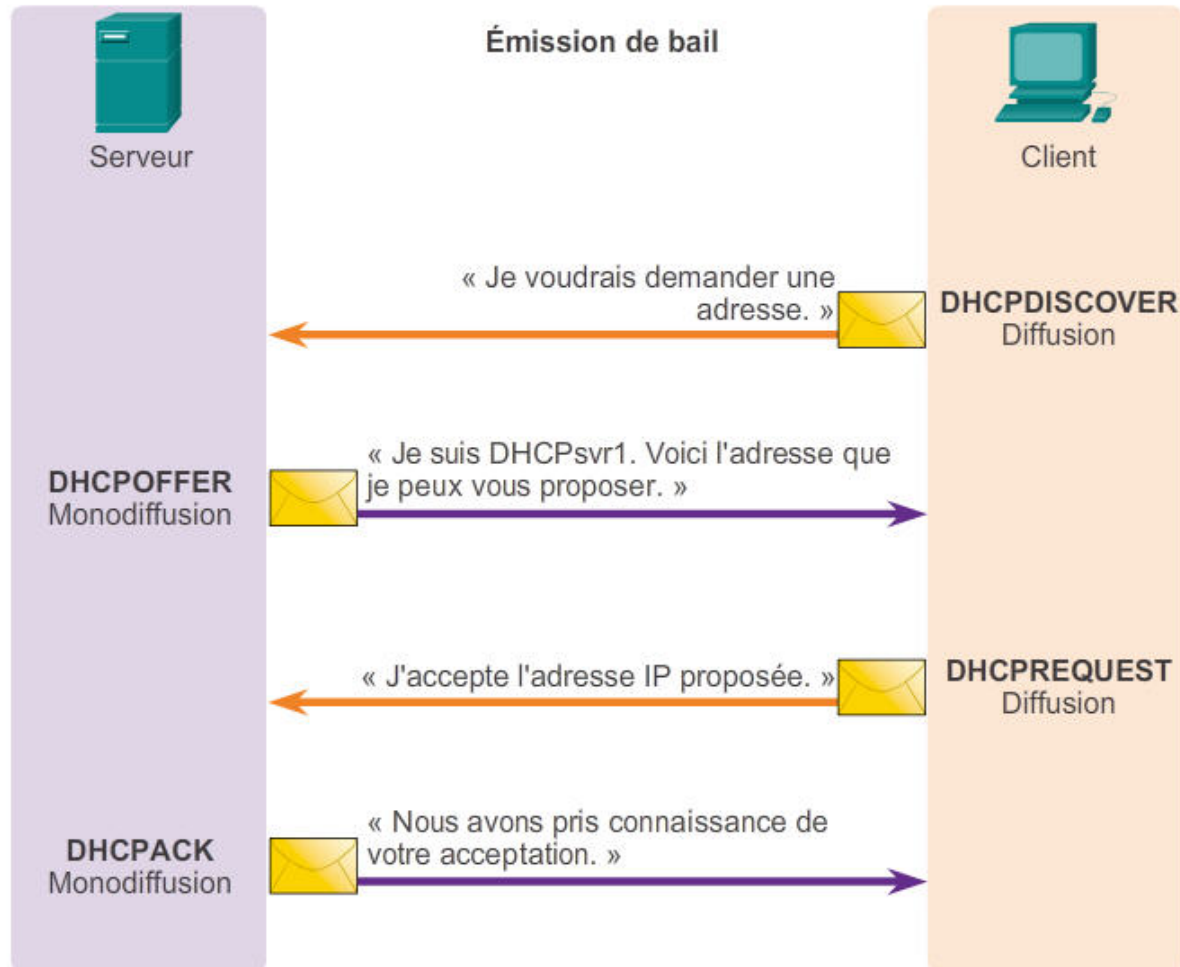 Émission de bail
Serveur
Client
« Je voudrais demander une
adresse. »
DHCPDISCOVER
Diffusion
« Je suis DHCPsvr1. Voici l'adresse que
je peux vous proposer. »
DHCPOFFER
Monodiffusion
« J'accepte l'adresse IP proposée. »
DHCPREQUEST
Diffusion
« Nous avons pris connaissance de
votre acceptation. »
DHCPACK
Monodiffusion